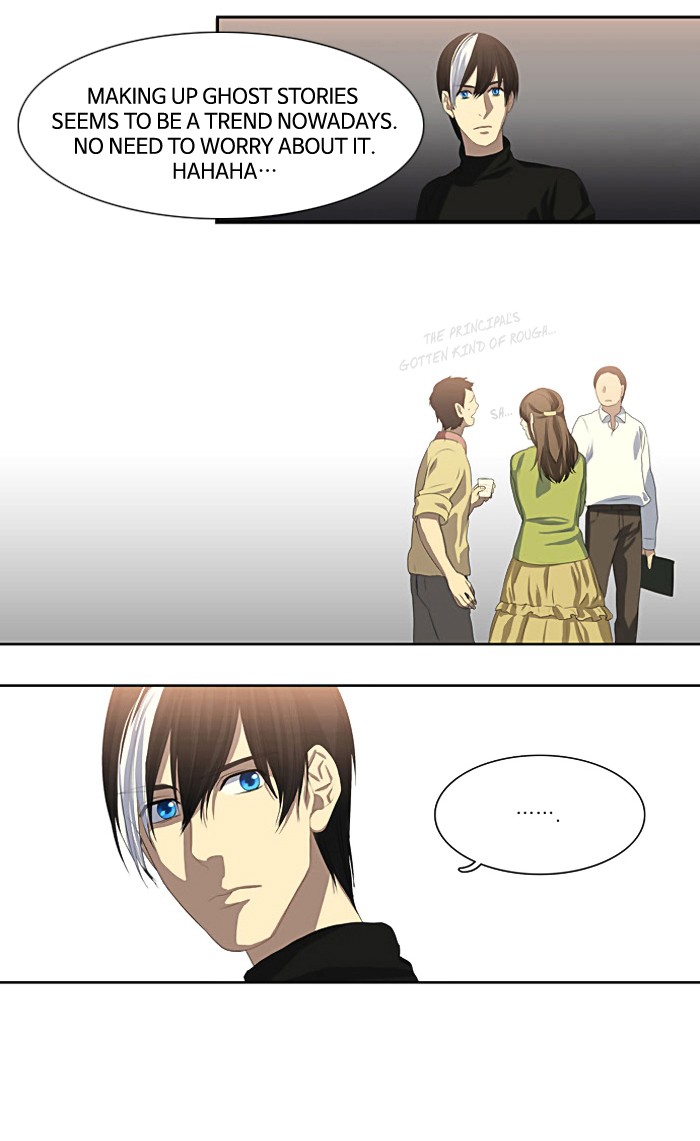 MAKING UP GHOST STORIES
SEEMS TO BE A TREND NOWADAYS.
NO NEED TO WORRY ABOUT IT.
HAHAHA…
THE PRINCIPAL'S
GOTTEN KIND OF ROUGH...
SH...
…….